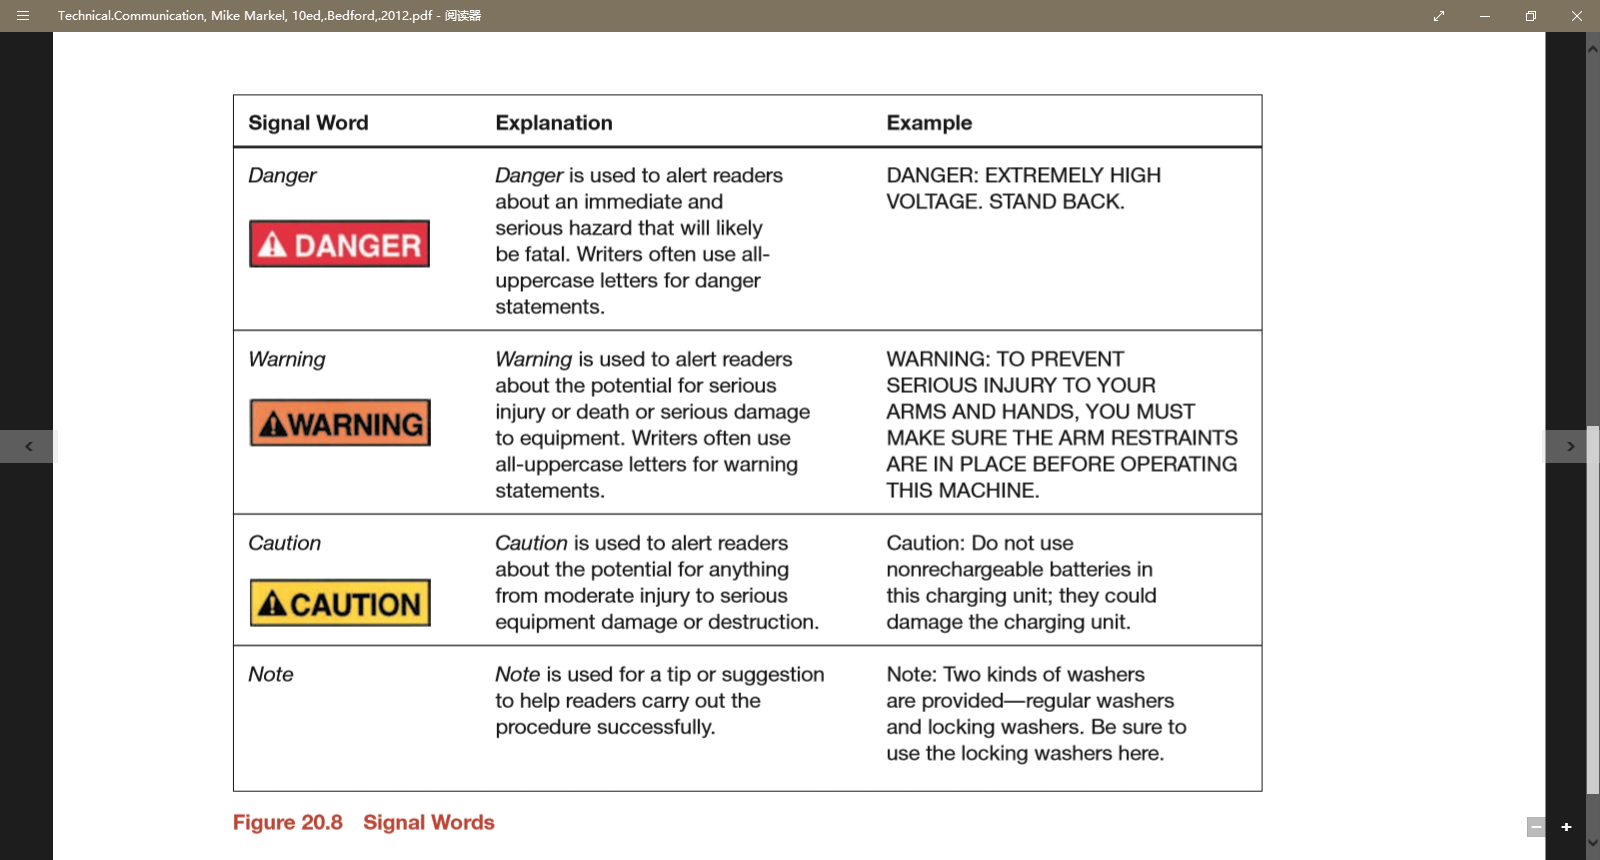 Technical.Communication, Mike Markel, 10ed,.Bedford,.2012.pdf - 阅读器
Signal Word Explanation Example
Danger
DANGER
Danger is used to alert readers
about an immediate and
serious hazard that will likely
be fatal. Writers often use all-
uppercase letters for danger
statements.
DANGER: EXTREMELY HIGH
VOLTAGE. STAND BACK.
Warning
WARNING
Warning is used to alert readers
about the potential for serious
injury or death or serious damage
to equipment. Writers often use
all-uppercase letters for warning
statements.
WARNING: TO PREVENT
SERIOUS INJURY TO YOUR
ARMS AND HANDS, YOU MUST
MAKE SURE THE ARM RESTRAINTS
ARE IN PLACE BEFORE OPERATING
THIS MACHINE.
Caution
CAUTION
Caution is used to alert readers
about the potential for anything
from moderate injury to serious
equipment damage or destruction.
Caution: Do not use
nonrechargeable batteries in
this charging unit; they could
damage the charging unit.
Note
Note is used for a tip or suggestion
to help readers carry out the
procedure successfully.
Note: Two kinds of washers
are provided—regular washers
and locking washers. Be sure to
use the locking washers here.
Figure 20.8 Signal Words